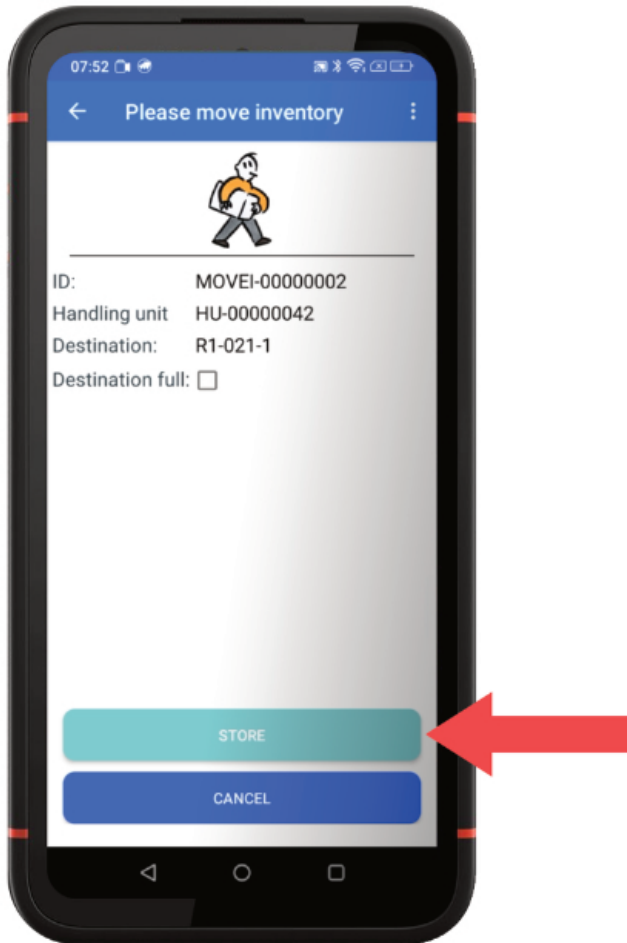 07:52
Please move inventory
ID: MOVEI-00000002
Handling unit HU-00000042
Destination: R1-021-1
Destination full:
STORE
CANCEL